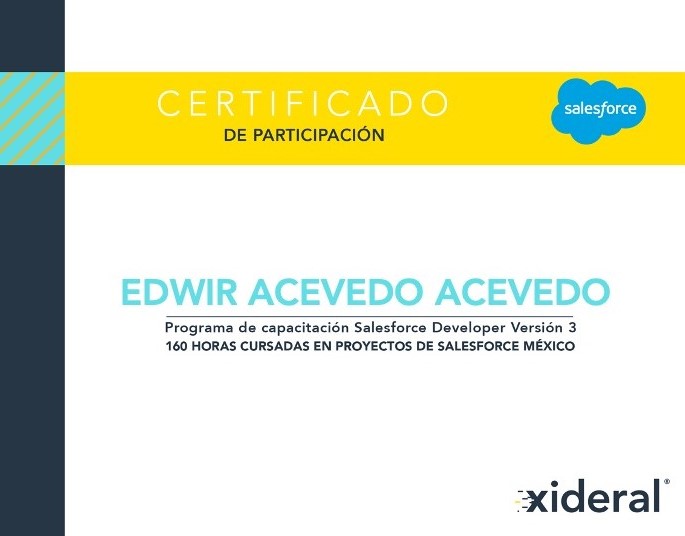 CERTIFICADO
DE PARTICIPACIÓN
salesforce
EDWIR ACEVEDO ACEVEDO
Programa de capacitación Salesforce Developer Versión 3
160 HORAS CURSADAS EN PROYECTOS DE SALESFORCE MÉXICO
xideral®